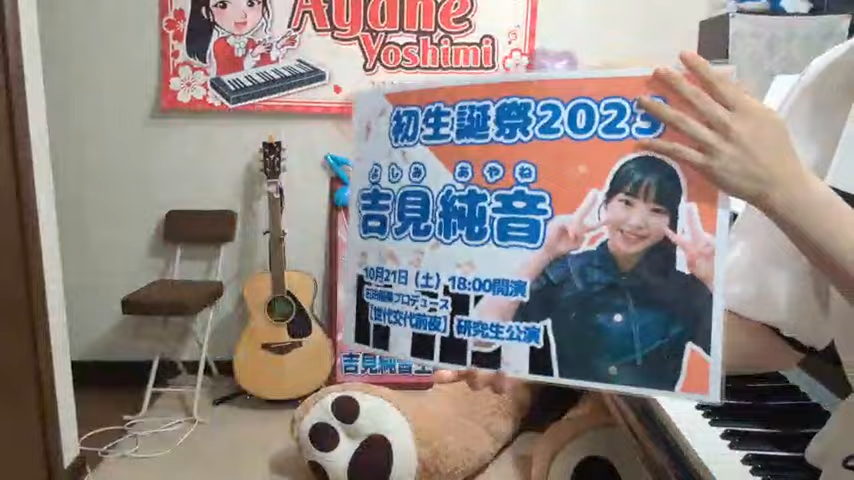 Ayane
Yoshimi
初生誕祭2023
よしみ あやね
吉見純音
10月21日（土）18:00開演
【世代交代前夜】研究生公演
吉見純音